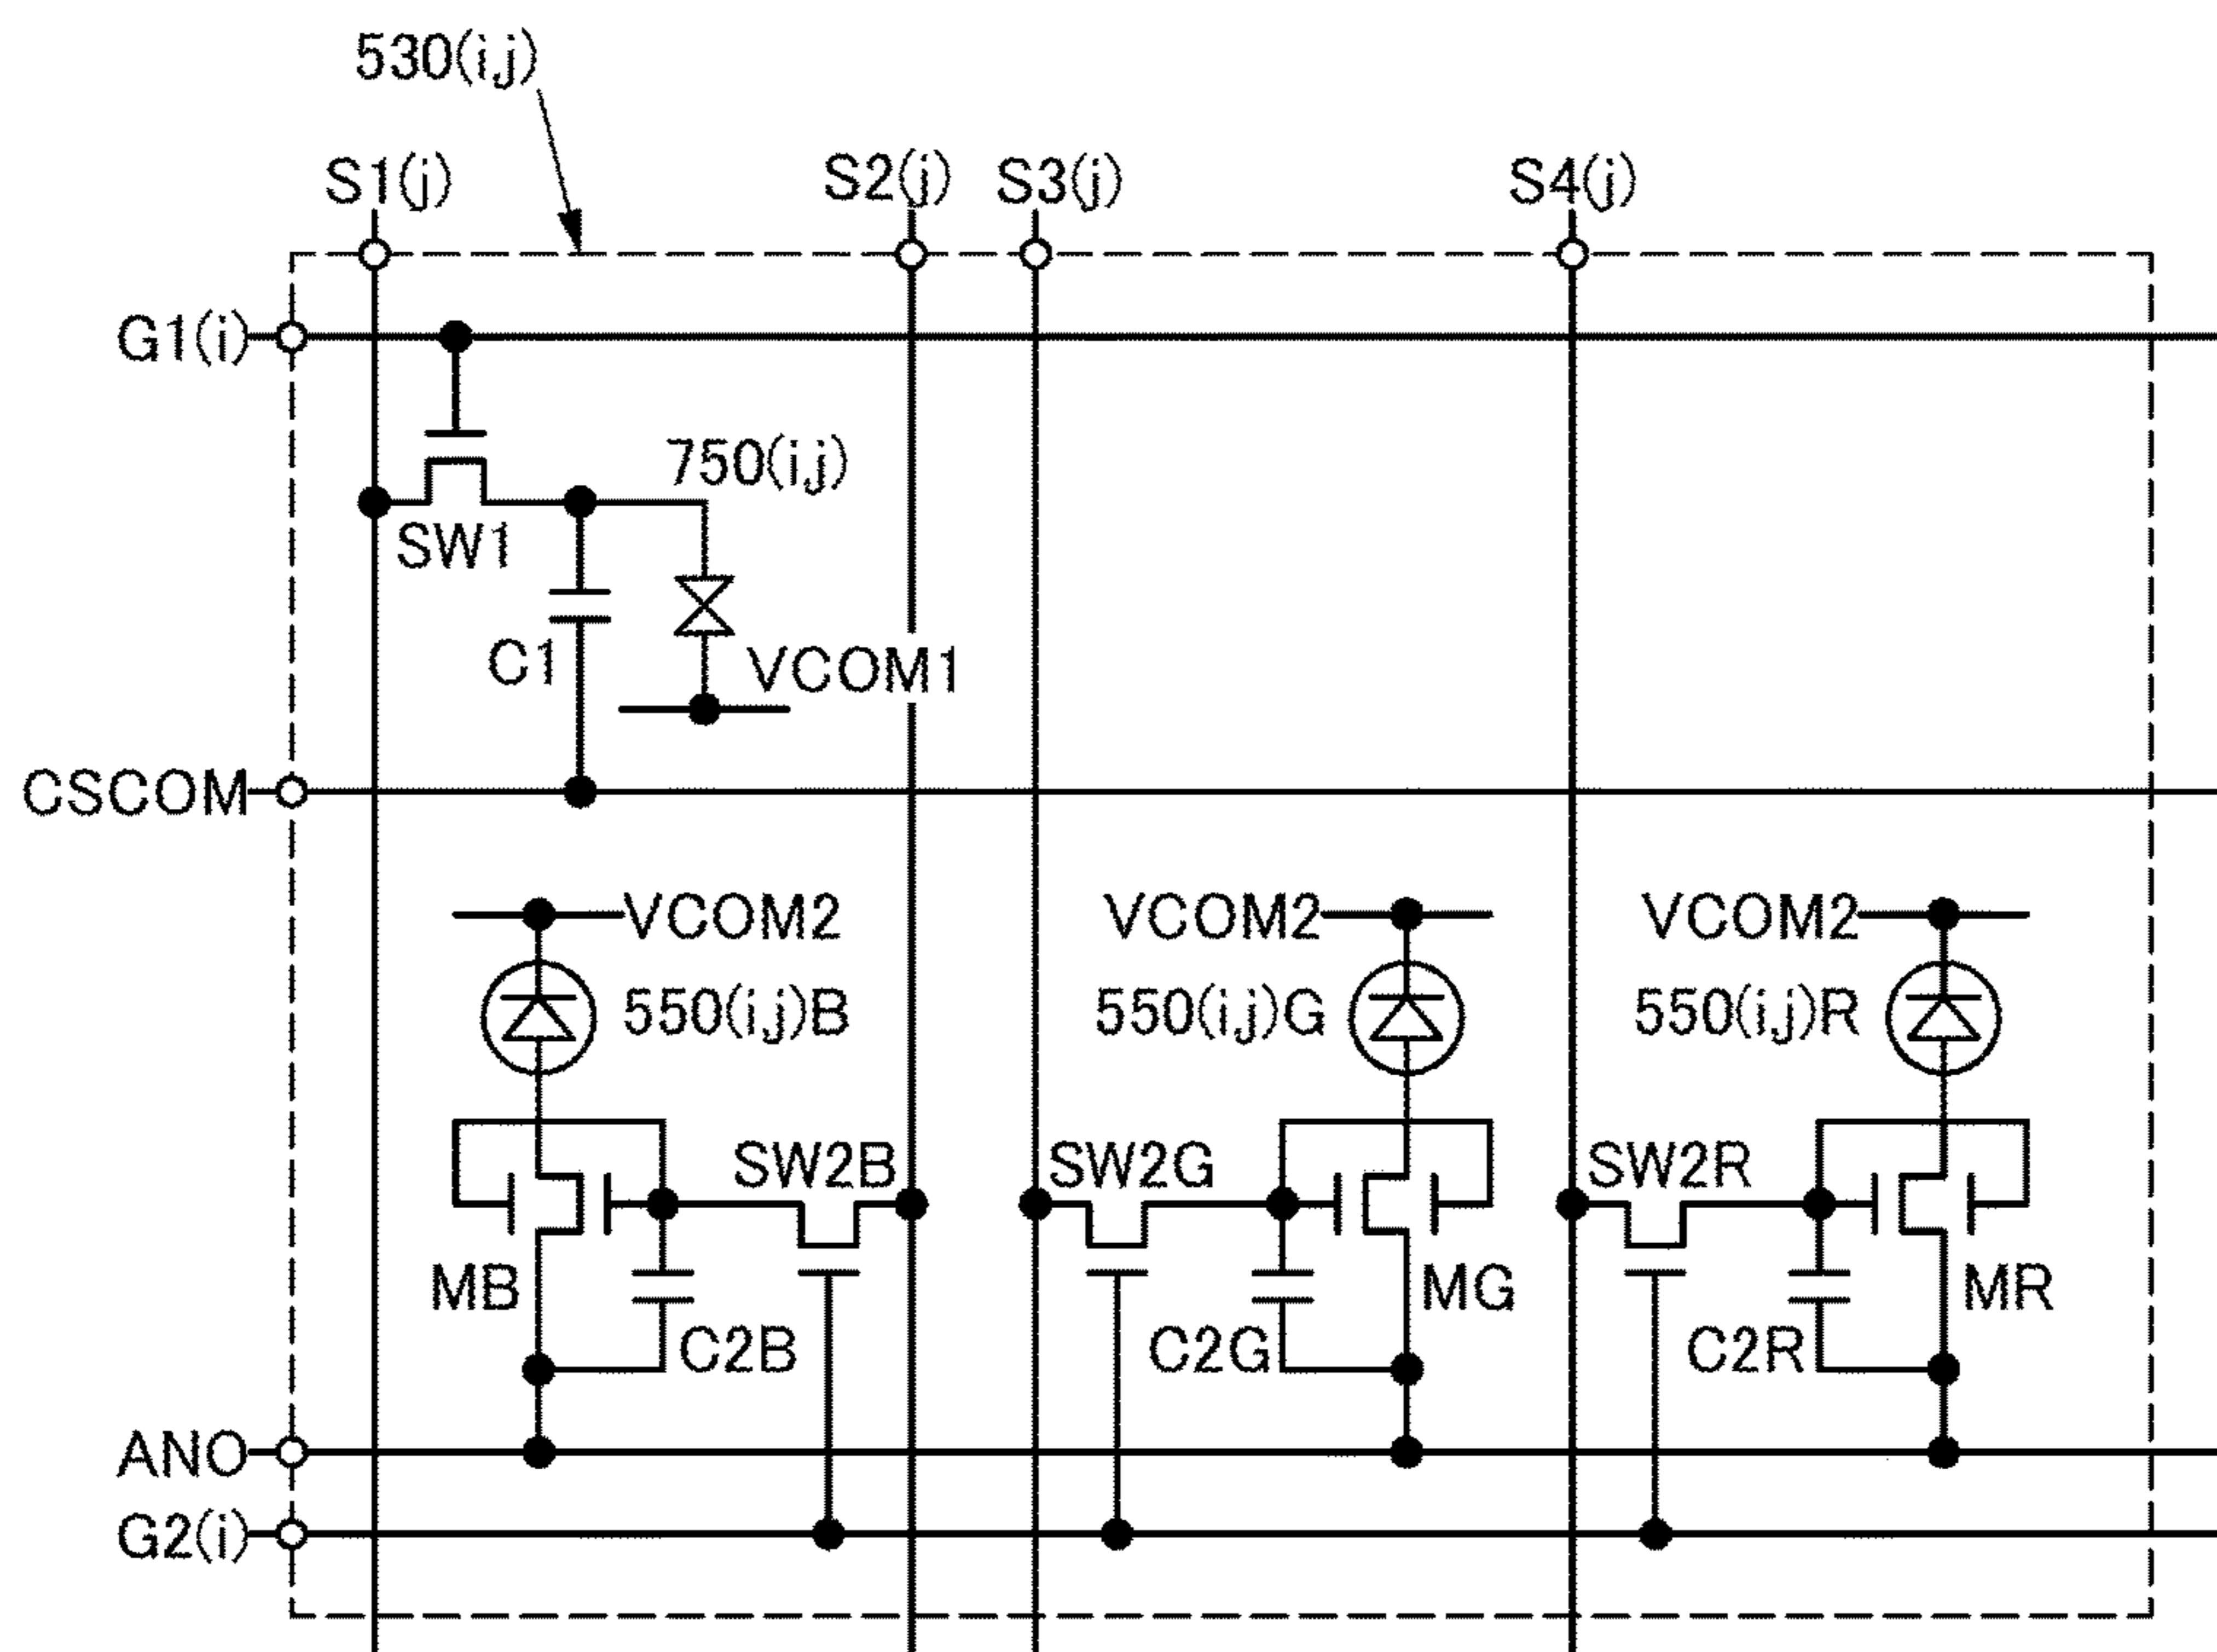 530(i,j)
S1(j) S2(j) S3(j) S4(j)
G1(i)
750(i,j)
SW1
C1 VCOM1
CSCOM
VCOM2 VCOM2 VCOM2
550(i,j)B 550(i,j)G 550(i,j)R
SW2B SW2G SW2R
MB MG MR
C2B C2G C2R
ANO
G2(i)